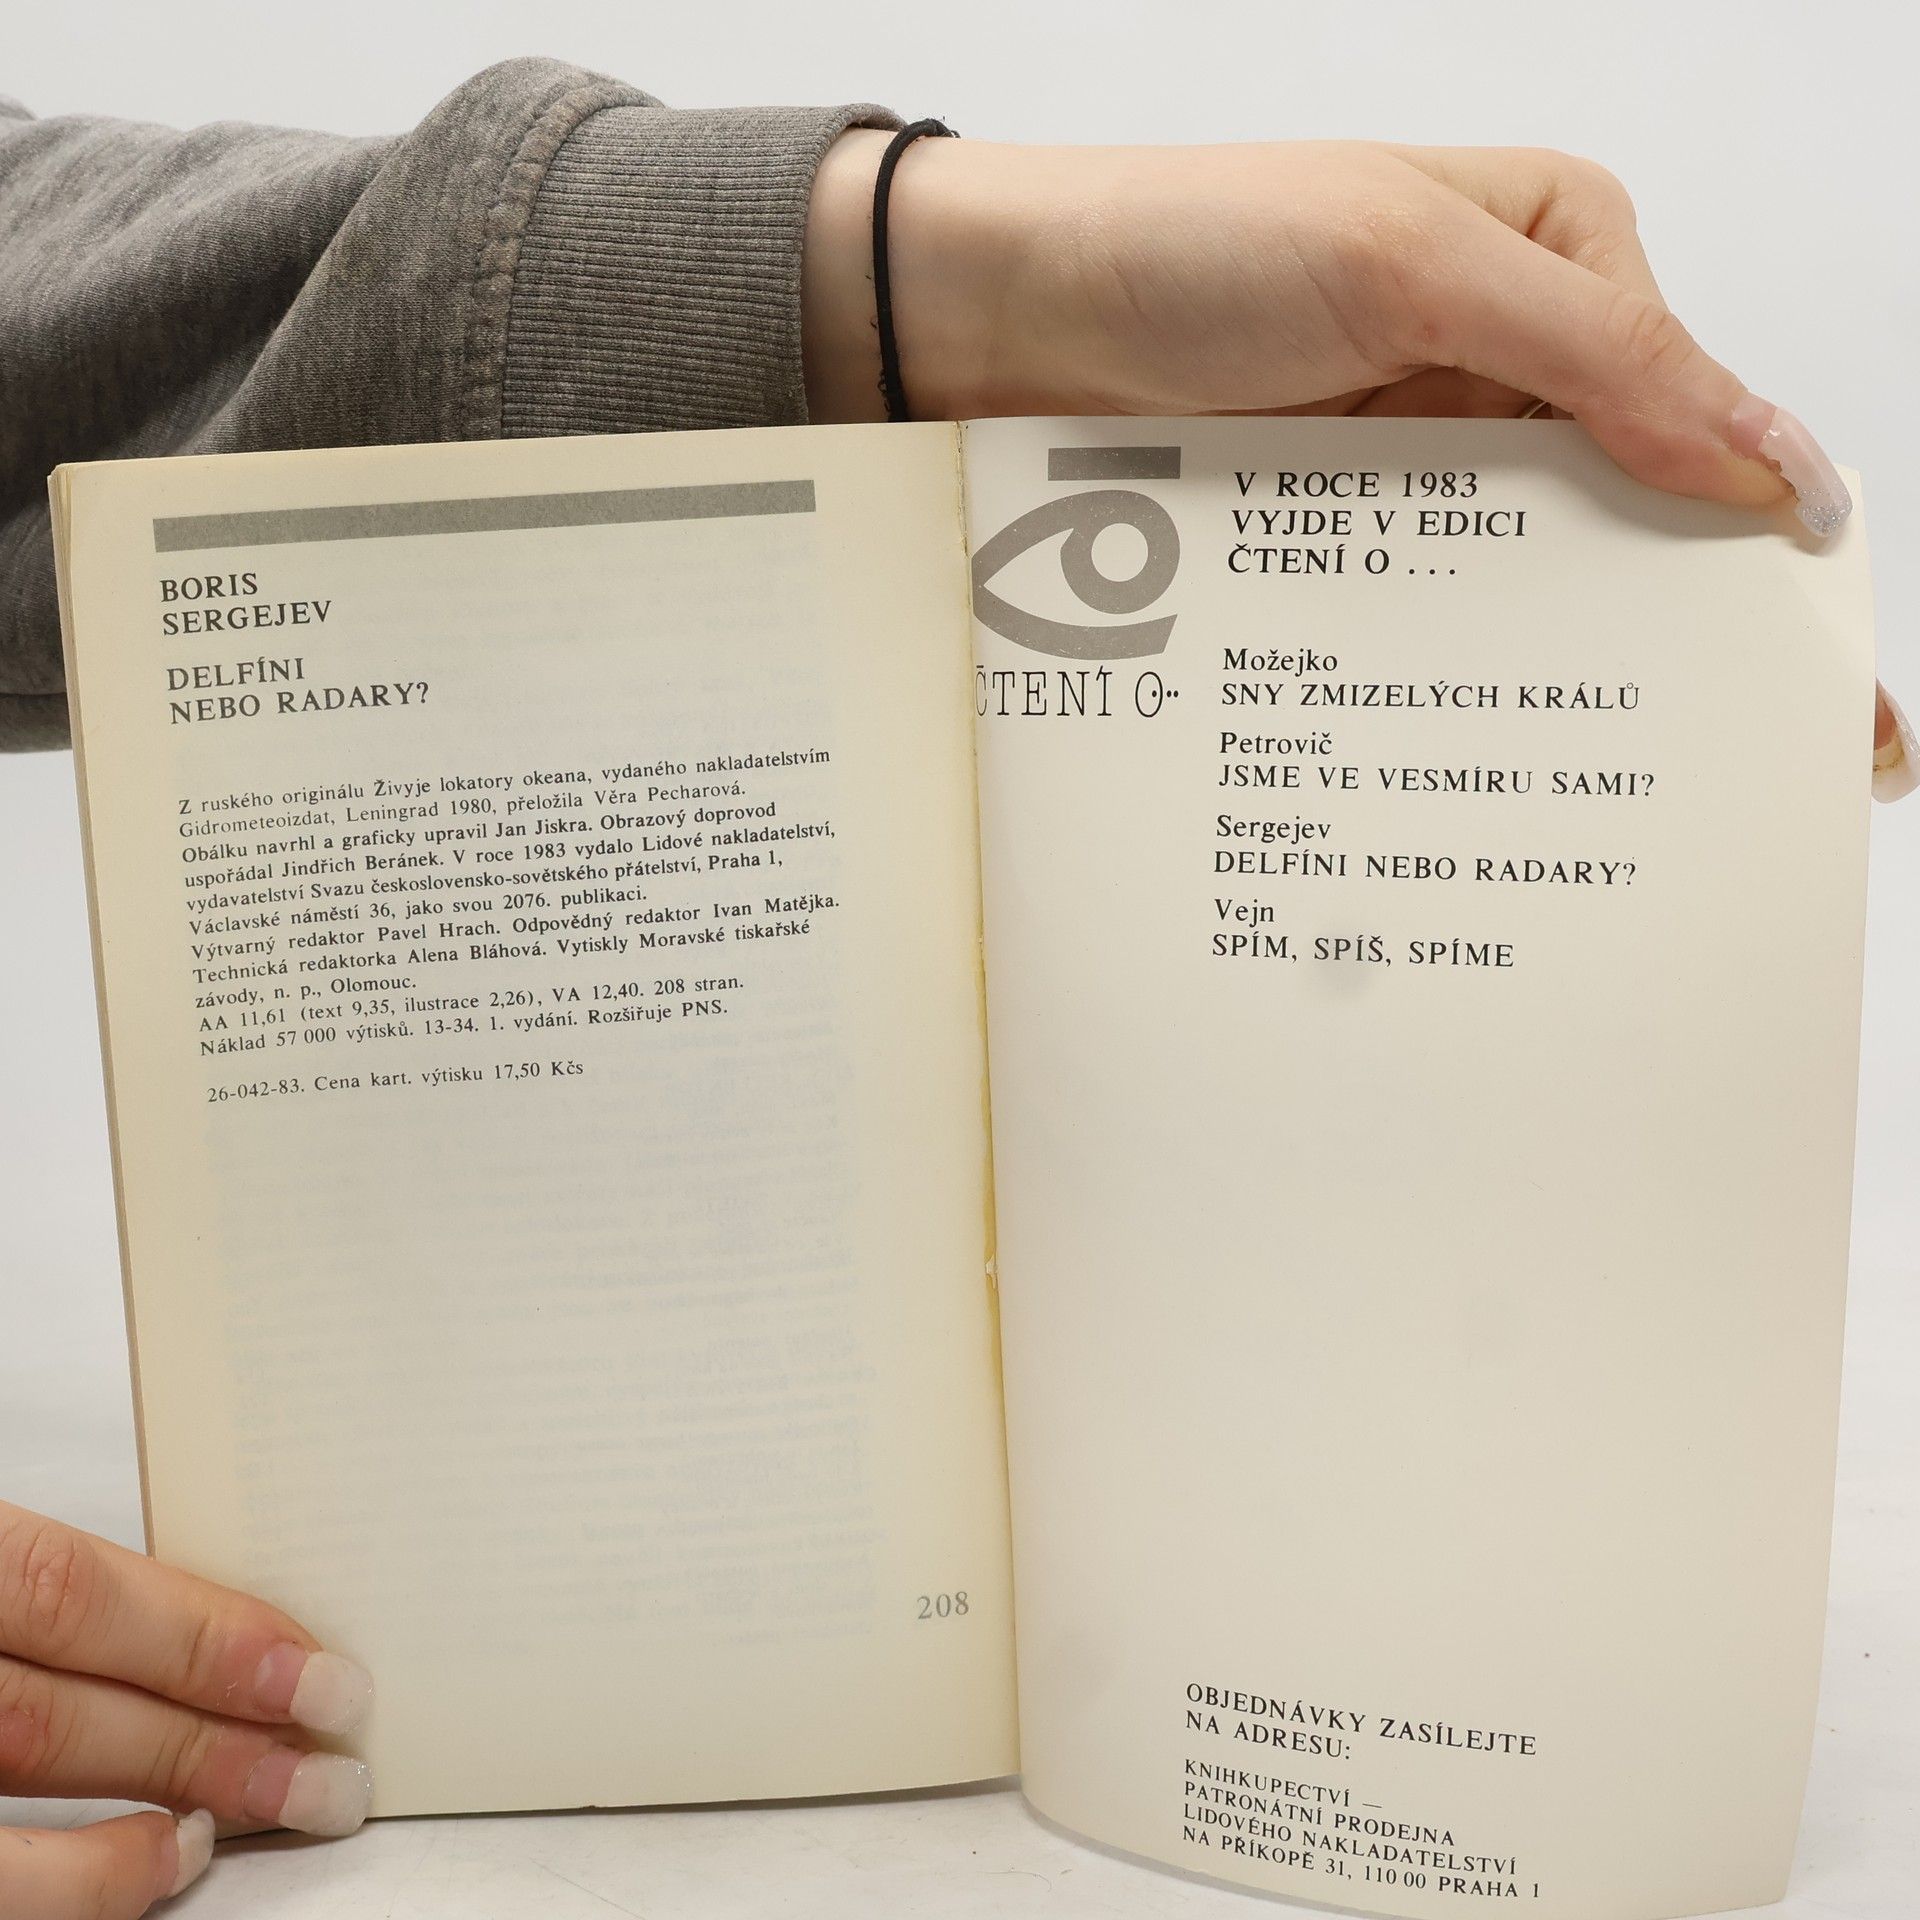 BORIS
SERGEJEV
DELFÍNI
NEBO RADARY?
Z ruského originálu Živyje lokatory okeana, vydaného nakladatelstvím
Gidrometeoizdat, Leningrad 1980, přeložila Věra Pecharová.
Obálku navrhl a graficky upravil Jan Jiskra. Obrazový doprovod
uspořádal Jindřich Beránek. V roce 1983 vydalo Lidové nakladatelství,
vydavatelství Svazu československo-sovětského přátelství, Praha 1,
Václavské náměstí 36, jako svou 2076. publikaci.
Výtvarný redaktor Pavel Hrach. Odpovědný redaktor Ivan Matějka.
Technická redaktorka Alena Bláhová. Vytiskly Moravské tiskařské
závody, n. p., Olomouc.
AA 11,61 (text 9,35, ilustrace 2,26), VA 12,40. 208 stran.
Náklad 57 000 výtisků. 13-34. 1. vydání. Rozšiřuje PNS.
26-042-83. Cena kart. výtisku 17,50 Kčs
208
ČTENÍ O...
V ROCE 1983
VYJDE V EDICI
ČTENÍ O ...
Možejko
SNY ZMIZELÝCH KRÁLŮ
Petrovič
JSME VE VESMÍRU SAMI?
Sergejev
DELFÍNI NEBO RADARY?
Vejn
SPÍM, SPÍŠ, SPÍME
OBJEDNÁVKY ZASÍLEJTE
NA ADRESU:
KNIHKUPECTVÍ —
PATRONÁTNÍ PRODEJNA
LIDOVÉHO NAKLADATELSTVÍ
NA PŘÍKOPĚ 31, 110 00 PRAHA 1